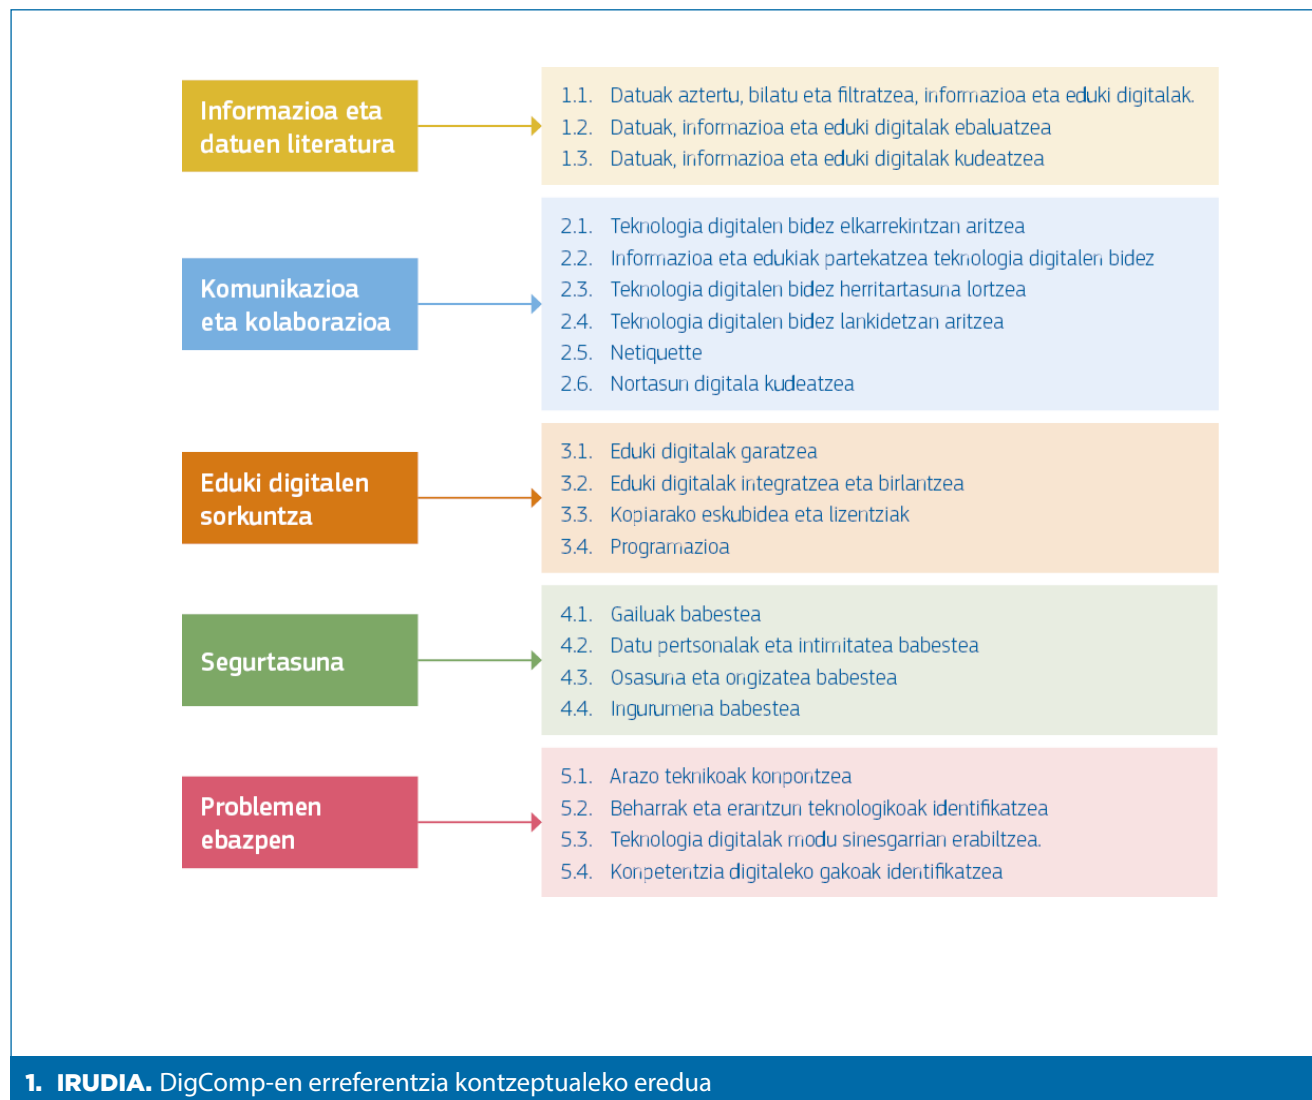 Informazioa eta
datuen literatura
1.1. Datuak aztertu, bilatu eta filtratzea, informazioa eta eduki digitalak.
1.2. Datuak, informazioa eta eduki digitalak ebaluatzea
1.3. Datuak, informazioa eta eduki digitalak kudeatzea
Komunikazioa
eta kolaborazioa
2.1. Teknologia digitalen bidez elkarrekintzan aritzea
2.2. Informazioa eta edukiak partekatzea teknologia digitalen bidez
2.3. Teknologia digitalen bidez herritartasuna lortzea
2.4. Teknologia digitalen bidez lankidetzan aritzea
2.5. Netiquette
2.6. Nortasun digitala kudeatzea
Eduki digitalen
sorkuntza
3.1. Eduki digitalak garatzea
3.2. Eduki digitalak integratzea eta birlantzea
3.3. Kopiarako eskubidea eta lizentziak
3.4. Programazioa
Segurtasuna
4.1. Gailuak babestea
4.2. Datu pertsonalak eta intimitatea babestea
4.3. Osasuna eta ongizatea babestea
4.4. Ingurumena babestea
Problemen
ebazpen
5.1. Arazo teknikoak konpontzea
5.2. Beharrak eta erantzun teknologikoak identifikatzea
5.3. Teknologia digitalak modu sinesgarrian erabiltzea.
5.4. Konpetentzia digitaleko gakoak identifikatzea
1. IRUDIA. DigComp-en erreferentzia kontzeptualeko eredua